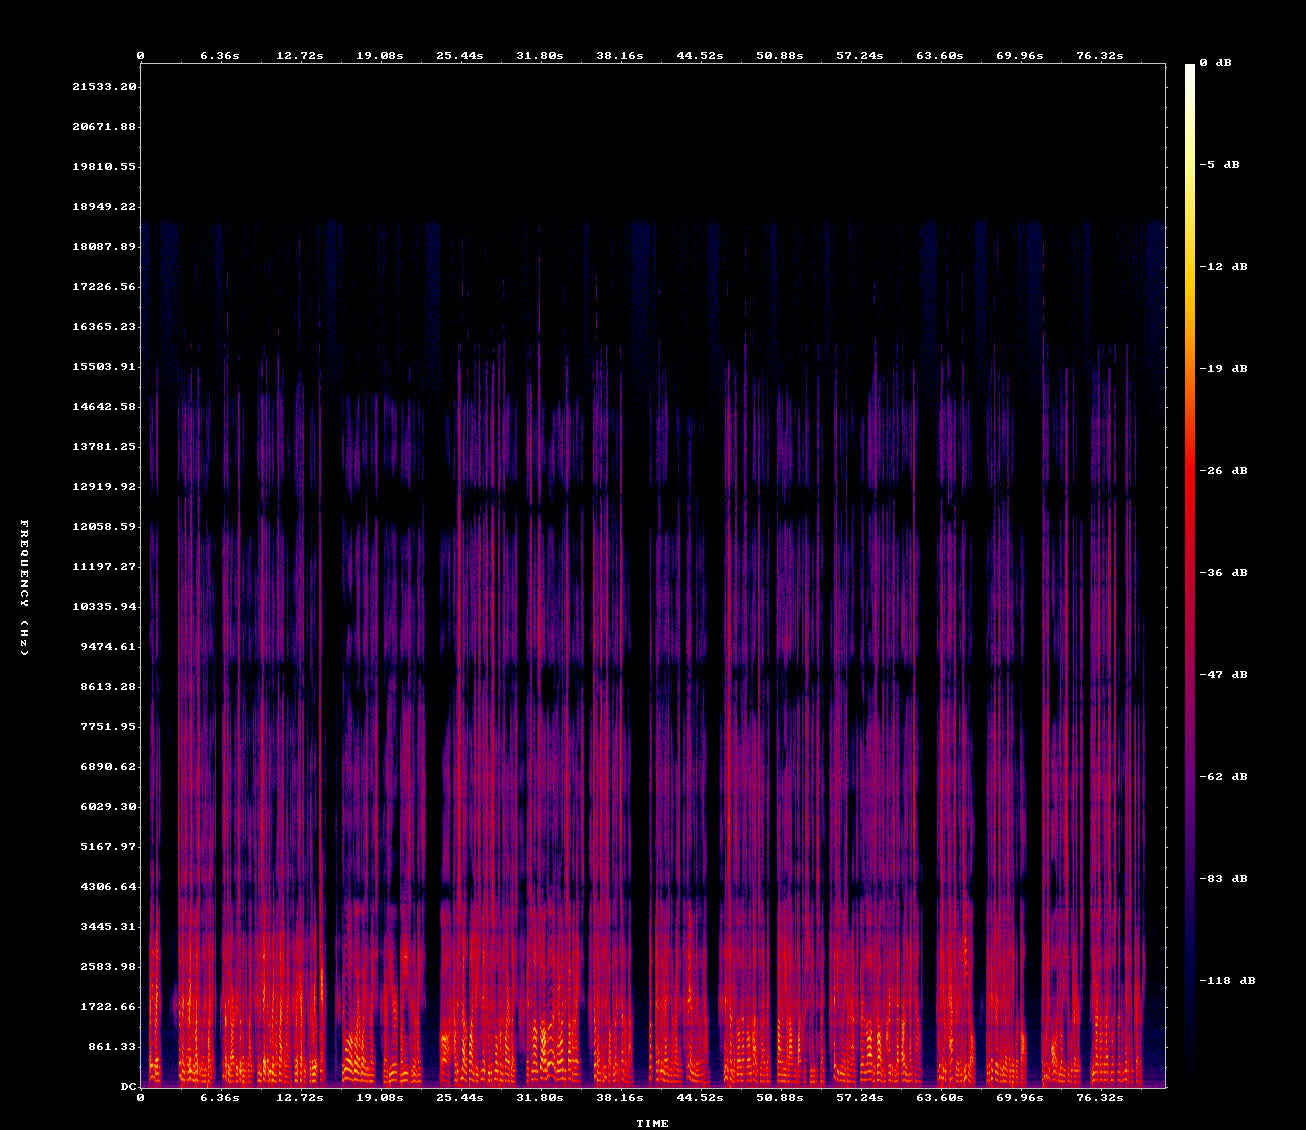 0 6.36s 12.72s 19.08s 25.44s 31.80s 38.16s 44.52s 50.88s 57.24s 63.60s 69.96s 76.32s
0 dB
21533.20
20671.88
-5 dB
19810.55
18949.22
18087.89
-12 dB
17226.56
16365.23
15503.91
-19 dB
14642.58
13781.25
-26 dB
12919.92
12058.59
11197.27
-36 dB
10335.94
9474.61
-47 dB
8613.28
7751.95
6890.62
-62 dB
6029.30
5167.97
4306.64
-83 dB
3445.31
2583.98
-118 dB
1722.66
861.33
DC
FREQUENCY (Hz)
0 6.36s 12.72s 19.08s 25.44s 31.80s 38.16s 44.52s 50.88s 57.24s 63.60s 69.96s 76.32s
TIME